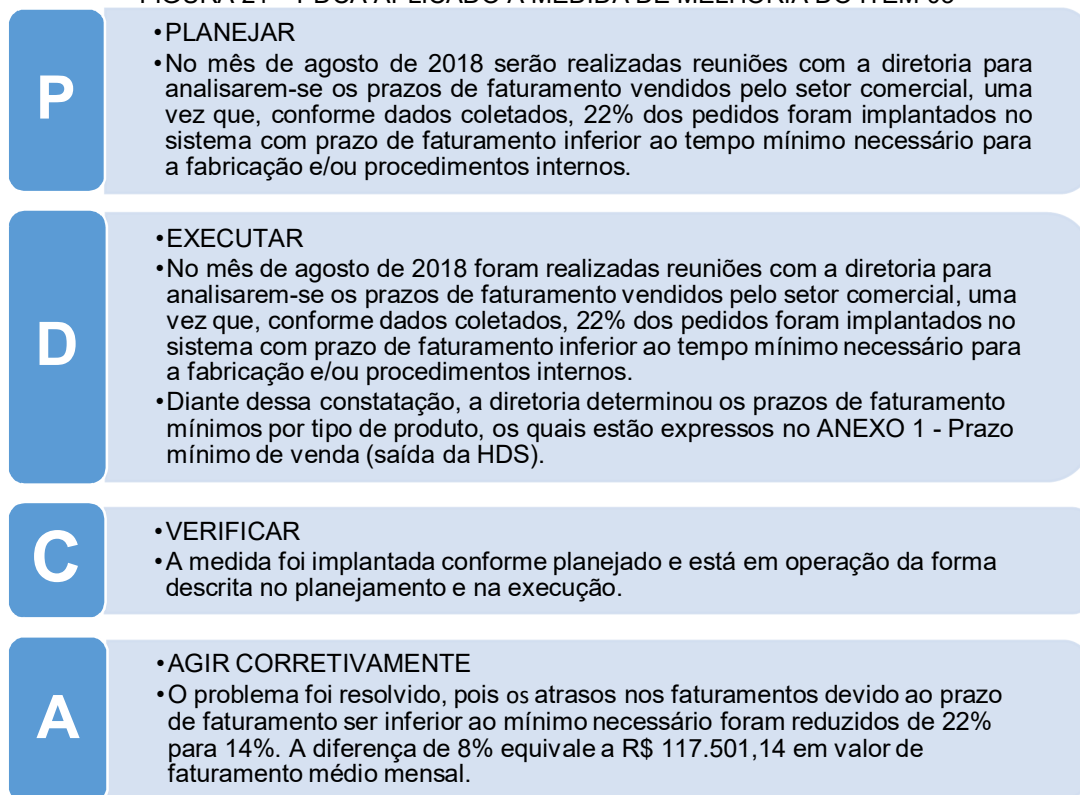 FIGURA 21 – PDCA APLICADO À MEDIDA DE MELHORIA DO ITEM
P
•PLANEJAR
•No mês de agosto de 2018 serão realizadas reuniões com a diretoria para
analisarem-se os prazos de faturamento vendidos pelo setor comercial, uma
vez que, conforme dados coletados, 22% dos pedidos foram implantados no
sistema com prazo de faturamento inferior ao tempo mínimo necessário para
a fabricação e/ou procedimentos internos.
D
•EXECUTAR
•No mês de agosto de 2018 foram realizadas reuniões com a diretoria para
analisarem-se os prazos de faturamento vendidos pelo setor comercial, uma
vez que, conforme dados coletados, 22% dos pedidos foram implantados no
sistema com prazo de faturamento inferior ao tempo mínimo necessário para
a fabricação e/ou procedimentos internos.
•Diante dessa constatação, a diretoria determinou os prazos de faturamento
mínimos por tipo de produto, os quais estão expressos no ANEXO 1 - Prazo
mínimo de venda (saída da HDS).
C
•VERIFICAR
•A medida foi implantada conforme planejado e está em operação da forma
descrita no planejamento e na execução.
A
•AGIR CORRETIVAMENTE
•O problema foi resolvido, pois os atrasos nos faturamentos devido ao prazo
de faturamento ser inferior ao mínimo necessário foram reduzidos de 22%
para 14%. A diferença de 8% equivale a R$ 117.501,14 em valor de
faturamento médio mensal.